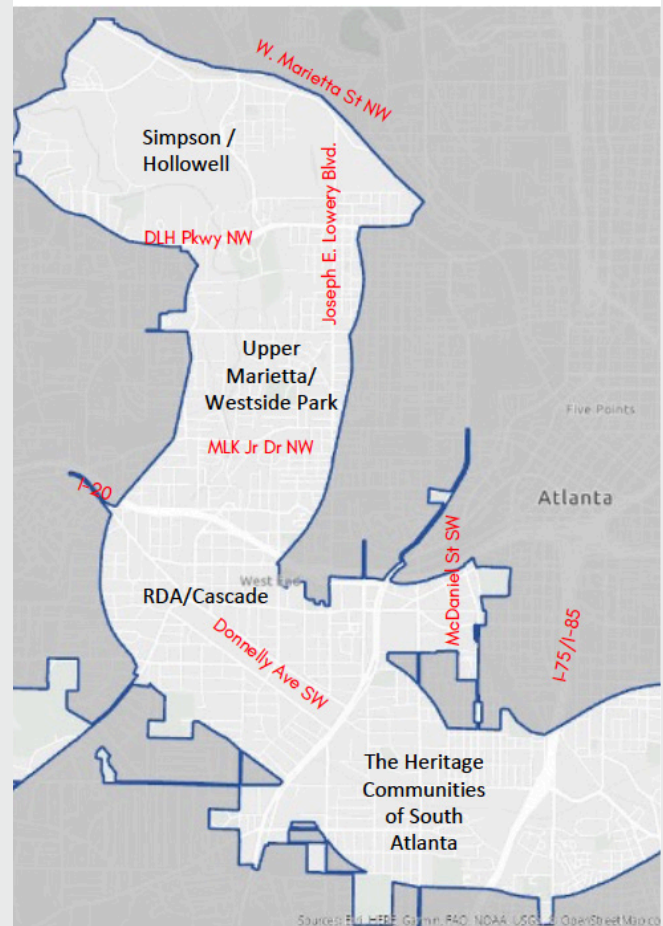 W. Marietta St NW
Simpson /
Hollowell
Joseph E. Lowery Blvd.
DLH Pkwy NW
Upper
Marietta/
Westside Park
Five Points
MLK Jr Dr NW
I-20
Atlanta
McDaniel St SW
West End
RDA/Cascade
I-75/I-85
Donnelly Ave SW
The Heritage
Communities
of South
Atlanta
Sources: Esri, HERE, Garmin, FAO, NOAA, USGS, © OpenStreetMap co